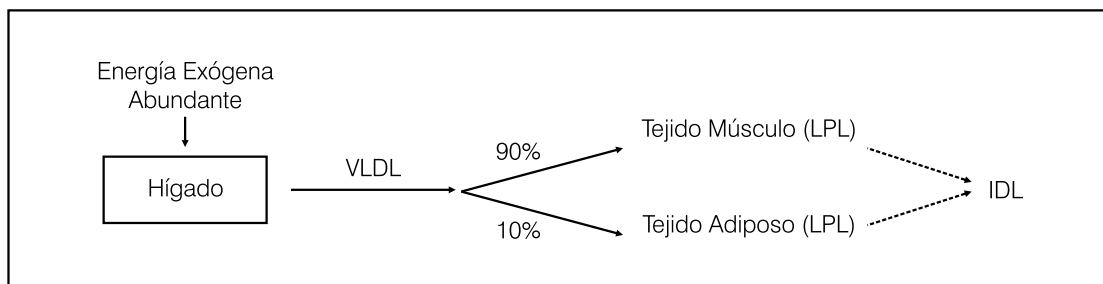 Energía Exógena
Abundante
Hígado
VLDL
90%
10%
Tejido Músculo (LPL)
Tejido Adiposo (LPL)
IDL